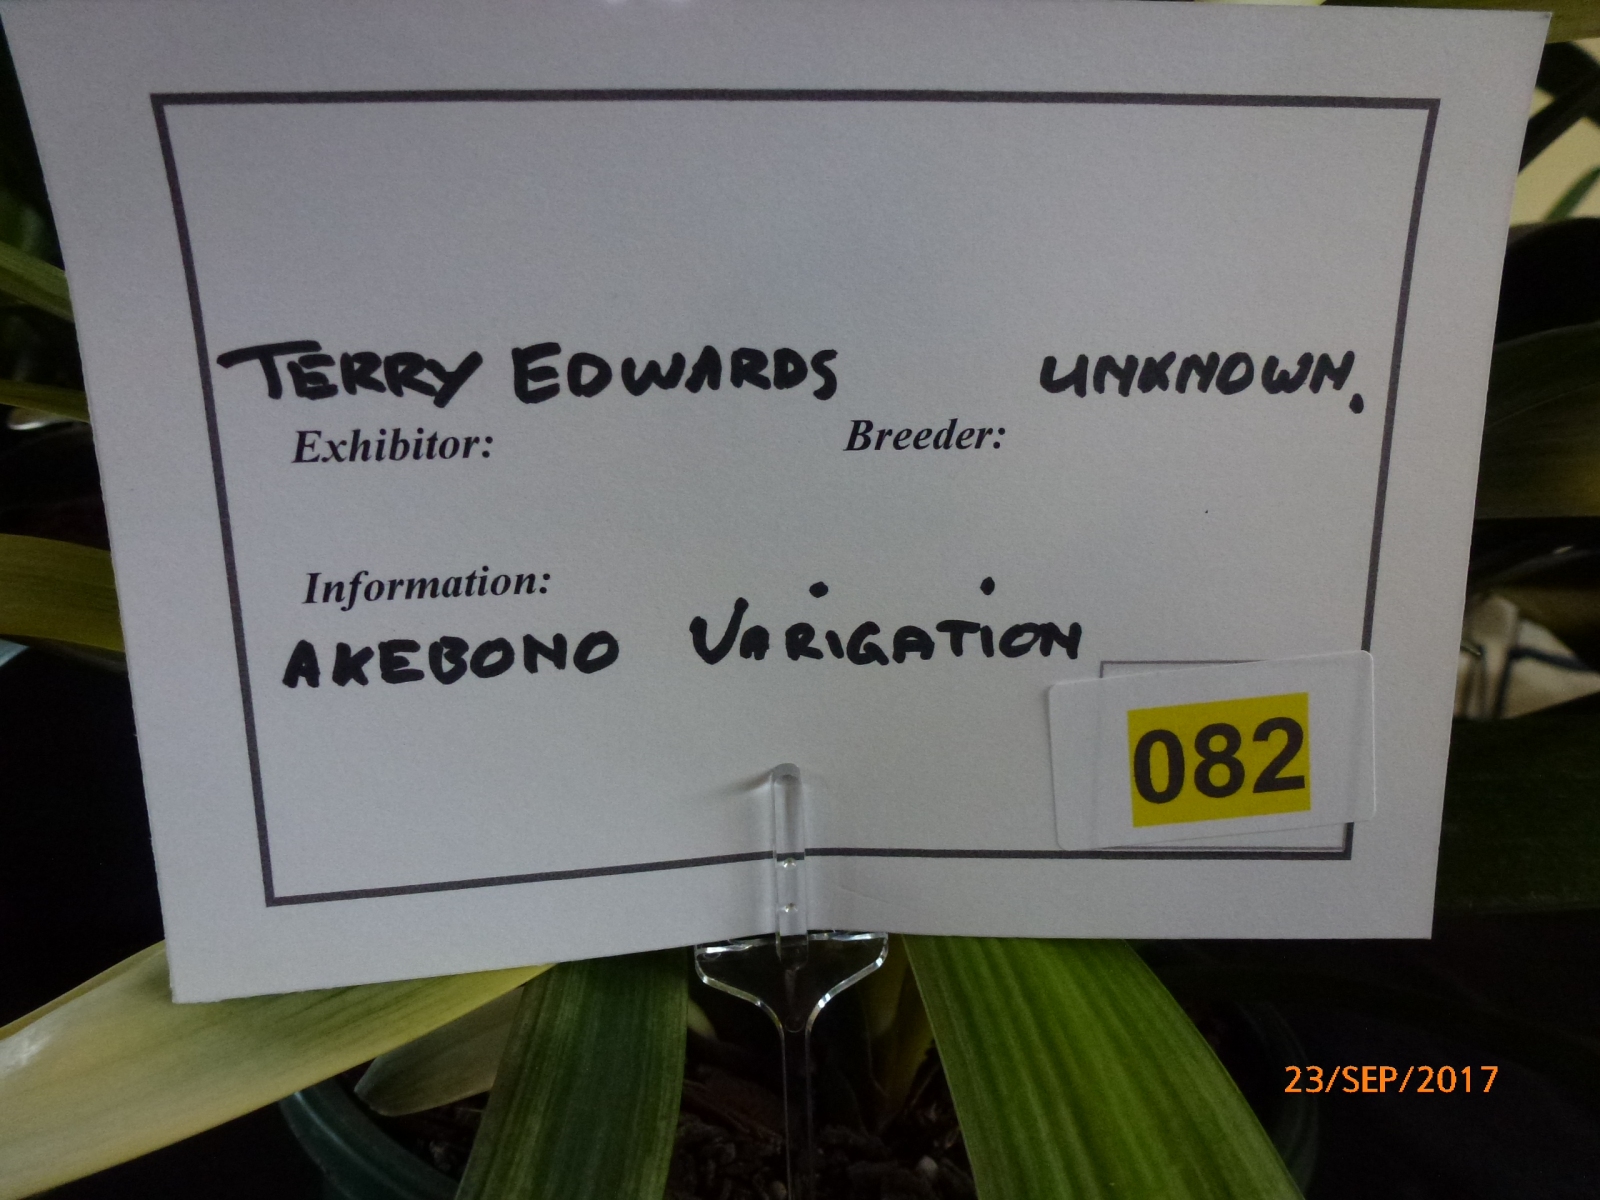 TERRY EDWARDS UNKNOWN.
Exhibitor: Breeder:
Information:
AKEBONO VARIGATION
082
23/SEP/2017